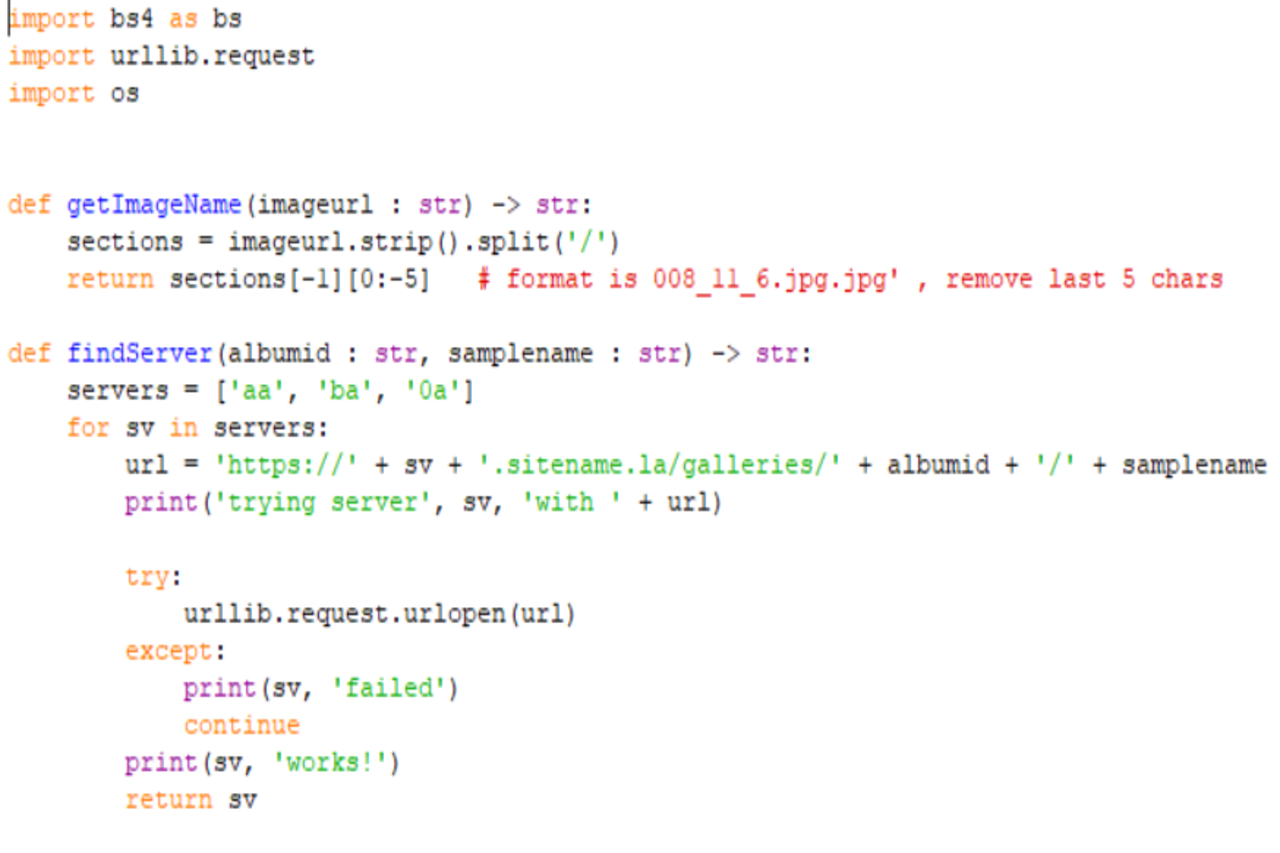 import bs4 as bs
import urllib.request
import os
def getImageName(imageurl : str) -> str:
    sections = imageurl.strip().split('/')
    return sections[-1][0:-5]   # format is 008_11_6.jpg.jpg' , remove last 5 chars
def findServer(albumid : str, samplename : str) -> str:
    servers = ['aa', 'ba', '0a']
    for sv in servers:
        url = 'https://' + sv + '.sitename.la/galleries/' + albumid + '/' + samplename
        print('trying server', sv, 'with ' + url)
        try:
            urllib.request.urlopen(url)
        except:
            print(sv, 'failed')
            continue
        print(sv, 'works!')
        return sv